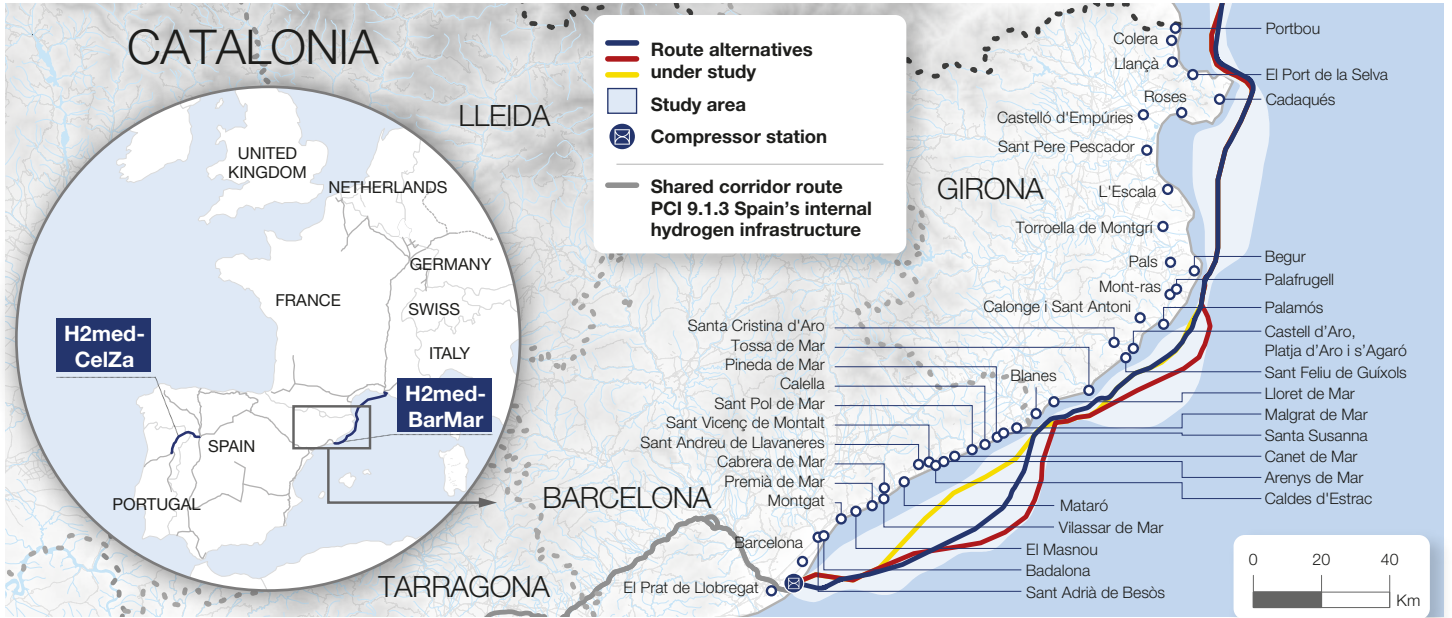 CATALONIA
LLEIDA
GIRONA
BARCELONA
TARRAGONA
UNITED
KINGDOM
NETHERLANDS
GERMANY
FRANCE
SWISS
ITALY
SPAIN
PORTUGAL
H2med-
CelZa
H2med-
BarMar
Route alternatives
under study
Study area
Compressor station
Shared corridor route
PCI 9.1.3 Spain's internal
hydrogen infrastructure
Colera
Llançà
Roses
Castelló d'Empúries
Sant Pere Pescador
L'Escala
Torroella de Montgrí
Pals
Mont-ras
Calonge i Sant Antoni
Portbou
El Port de la Selva
Cadaqués
Begur
Palafrugell
Palamós
Castell d'Aro,
Platja d'Aro i s'Agaró
Sant Feliu de Guíxols
Lloret de Mar
Malgrat de Mar
Santa Susanna
Canet de Mar
Arenys de Mar
Caldes d'Estrac
Santa Cristina d'Aro
Tossa de Mar
Pineda de Mar
Blanes
Calella
Sant Pol de Mar
Sant Vicenç de Montalt
Sant Andreu de Llavaneres
Cabrera de Mar
Premià de Mar
Montgat
Mataró
Vilassar de Mar
El Masnou
Badalona
Sant Adrià de Besòs
Barcelona
El Prat de Llobregat
0 20 40
Km